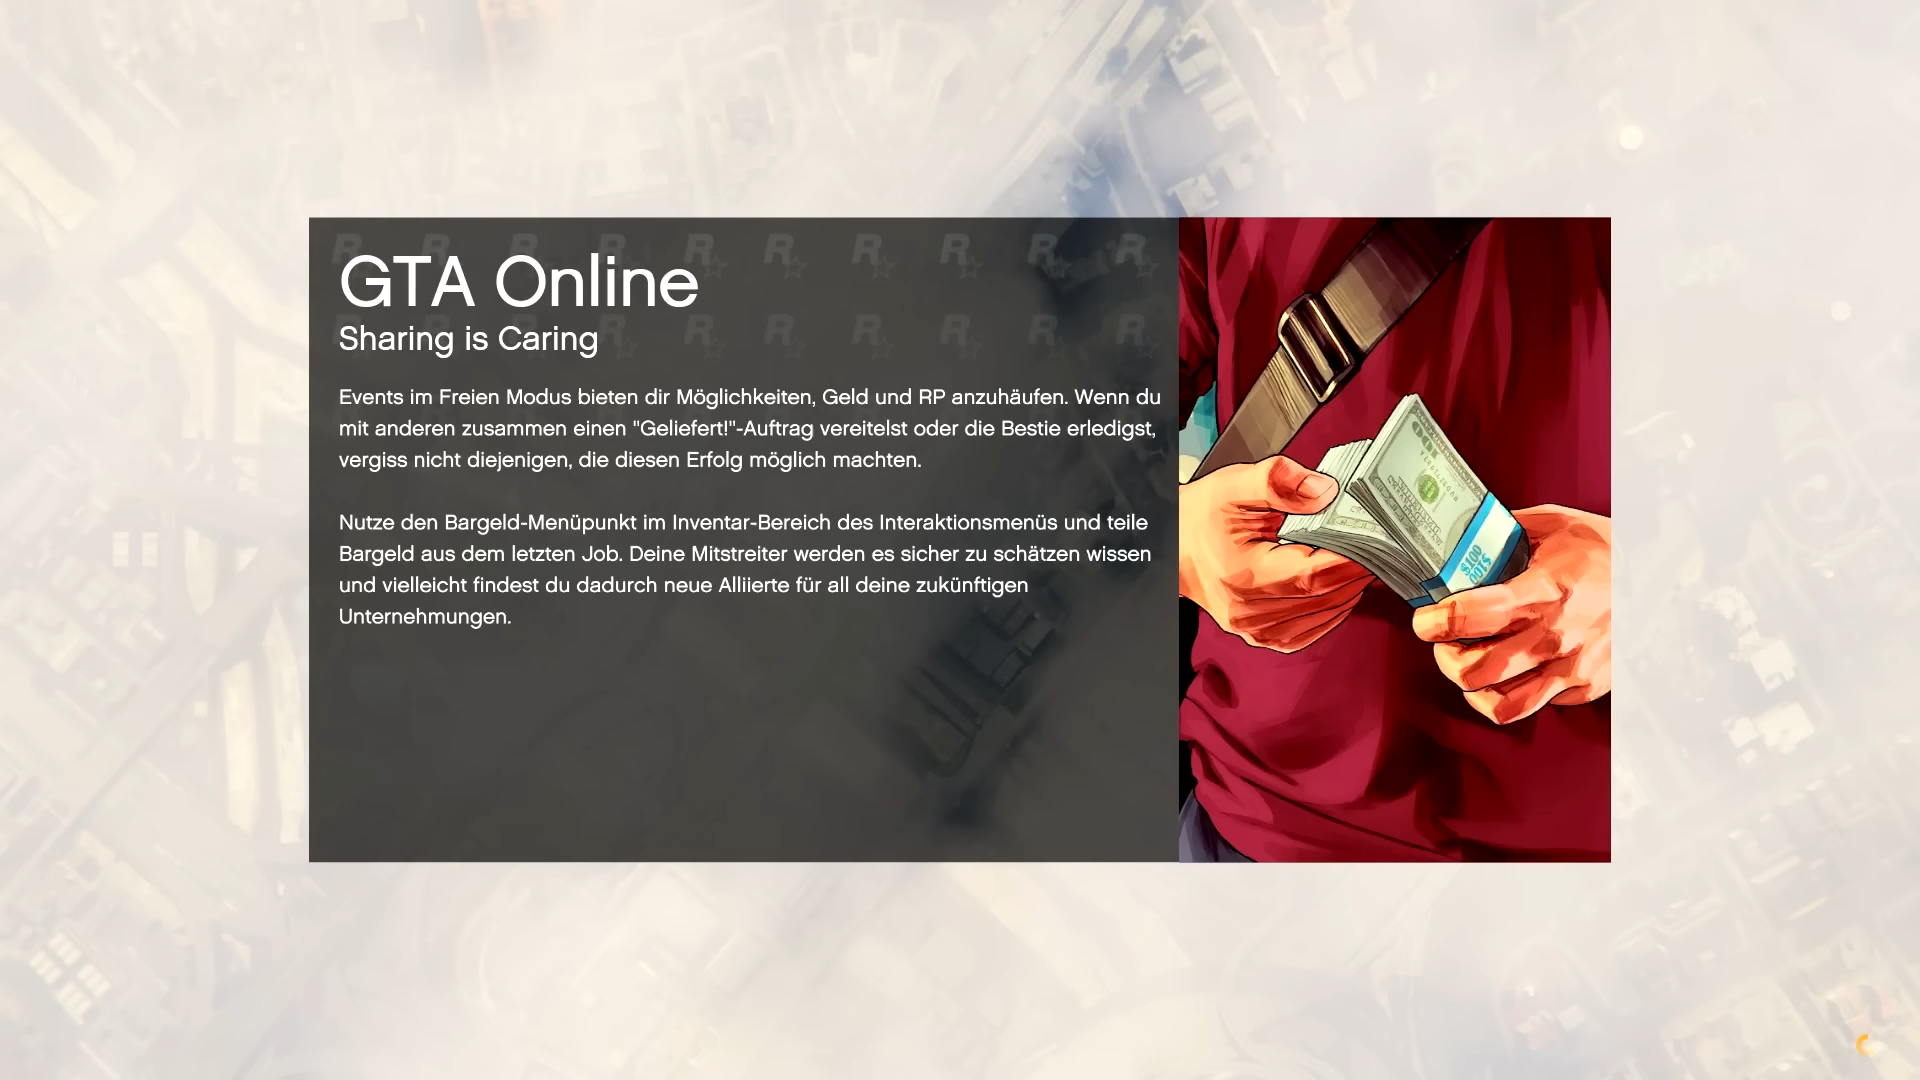 GTA Online
Sharing is Caring
Events im Freien Modus bieten dir Möglichkeiten, Geld und RP anzuhäufen. Wenn du
mit anderen zusammen einen "Geliefert!"-Auftrag vereitelst oder die Bestie erledigst,
vergiss nicht diejenigen, die diesen Erfolg möglich machten.
Nutze den Bargeld-Menüpunkt im Inventar-Bereich des Interaktionsmenüs und teile
Bargeld aus dem letzten Job. Deine Mitstreiter werden es sicher zu schätzen wissen
und vielleicht findest du dadurch neue Alliierte für all deine zukünftigen
Unternehmungen.
100
$100
$100